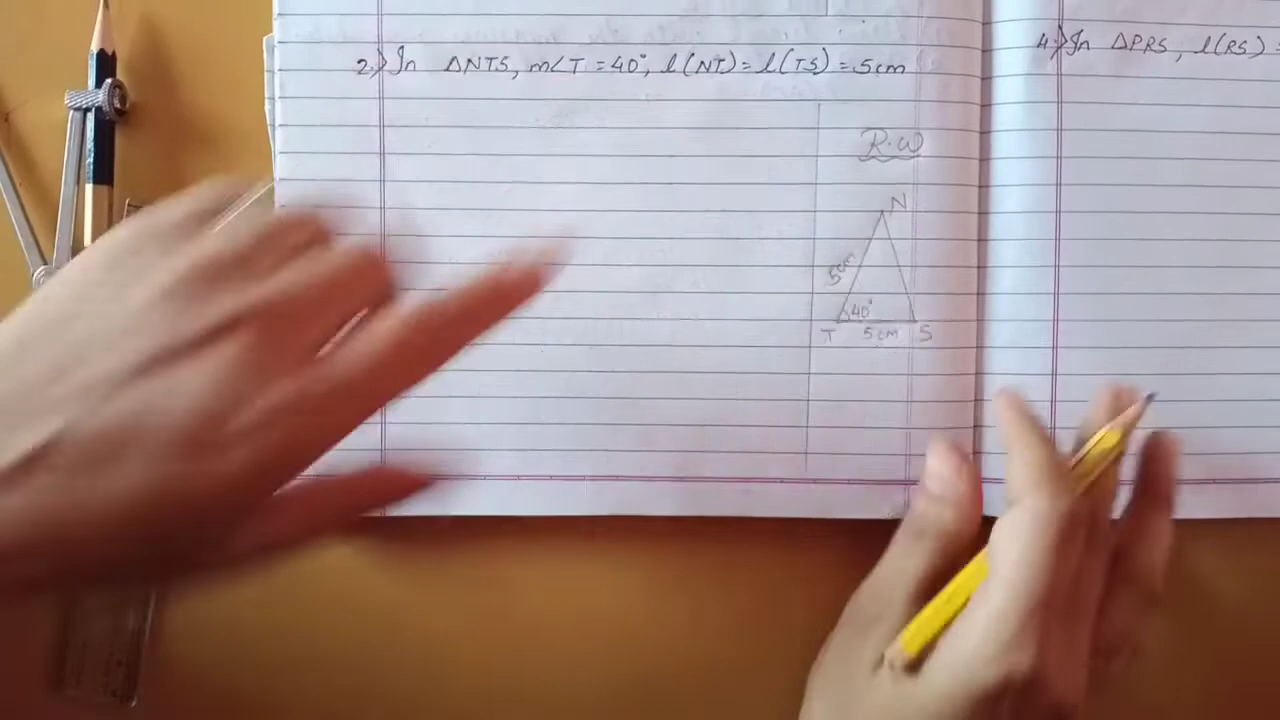 2.) In ΔNTS, m∠T = 40°, l(NT) = l(TS) = 5cm
R.W
N
5cm
40°
T 5cm S
4.) In ΔPRS, l(RS) =